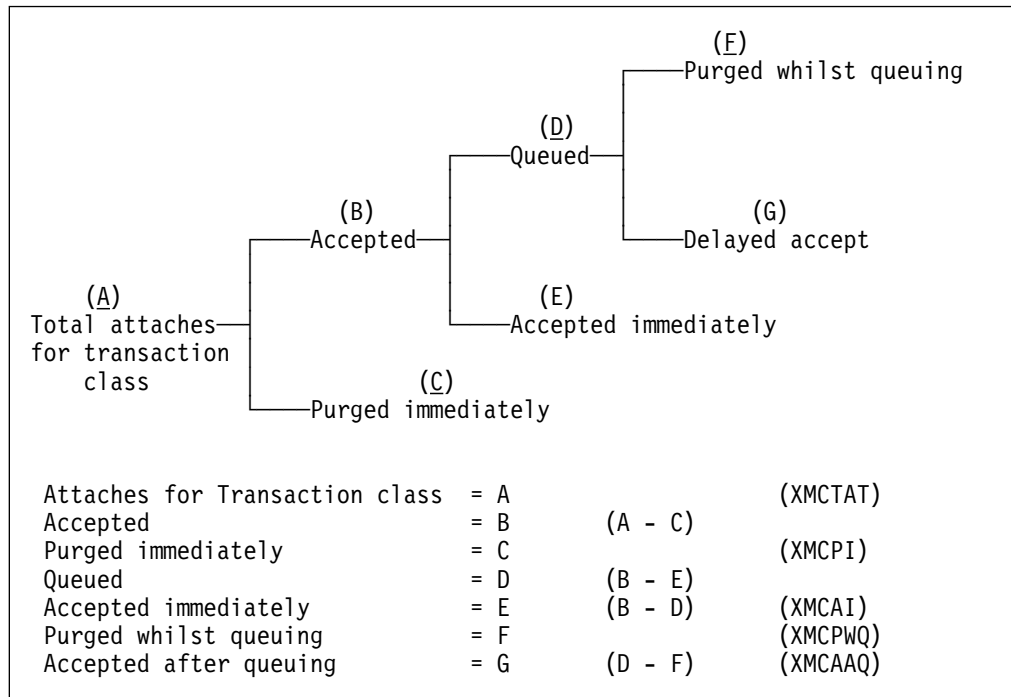 (F)
Purged whilst queuing
(D)
Queued
(B)
(G)
Accepted
Delayed accept
(A)
(E)
Total attaches
Accepted immediately
for transaction
class
(C)
Purged immediately
Attaches for Transaction class = A (XMCTAT)
Accepted = B (A - C)
Purged immediately = C (XMCPI)
Queued = D (B - E)
Accepted immediately = E (B - D) (XMCAI)
Purged whilst queuing = F (XMCPWQ)
Accepted after queuing = G (D - F) (XMCAAQ)